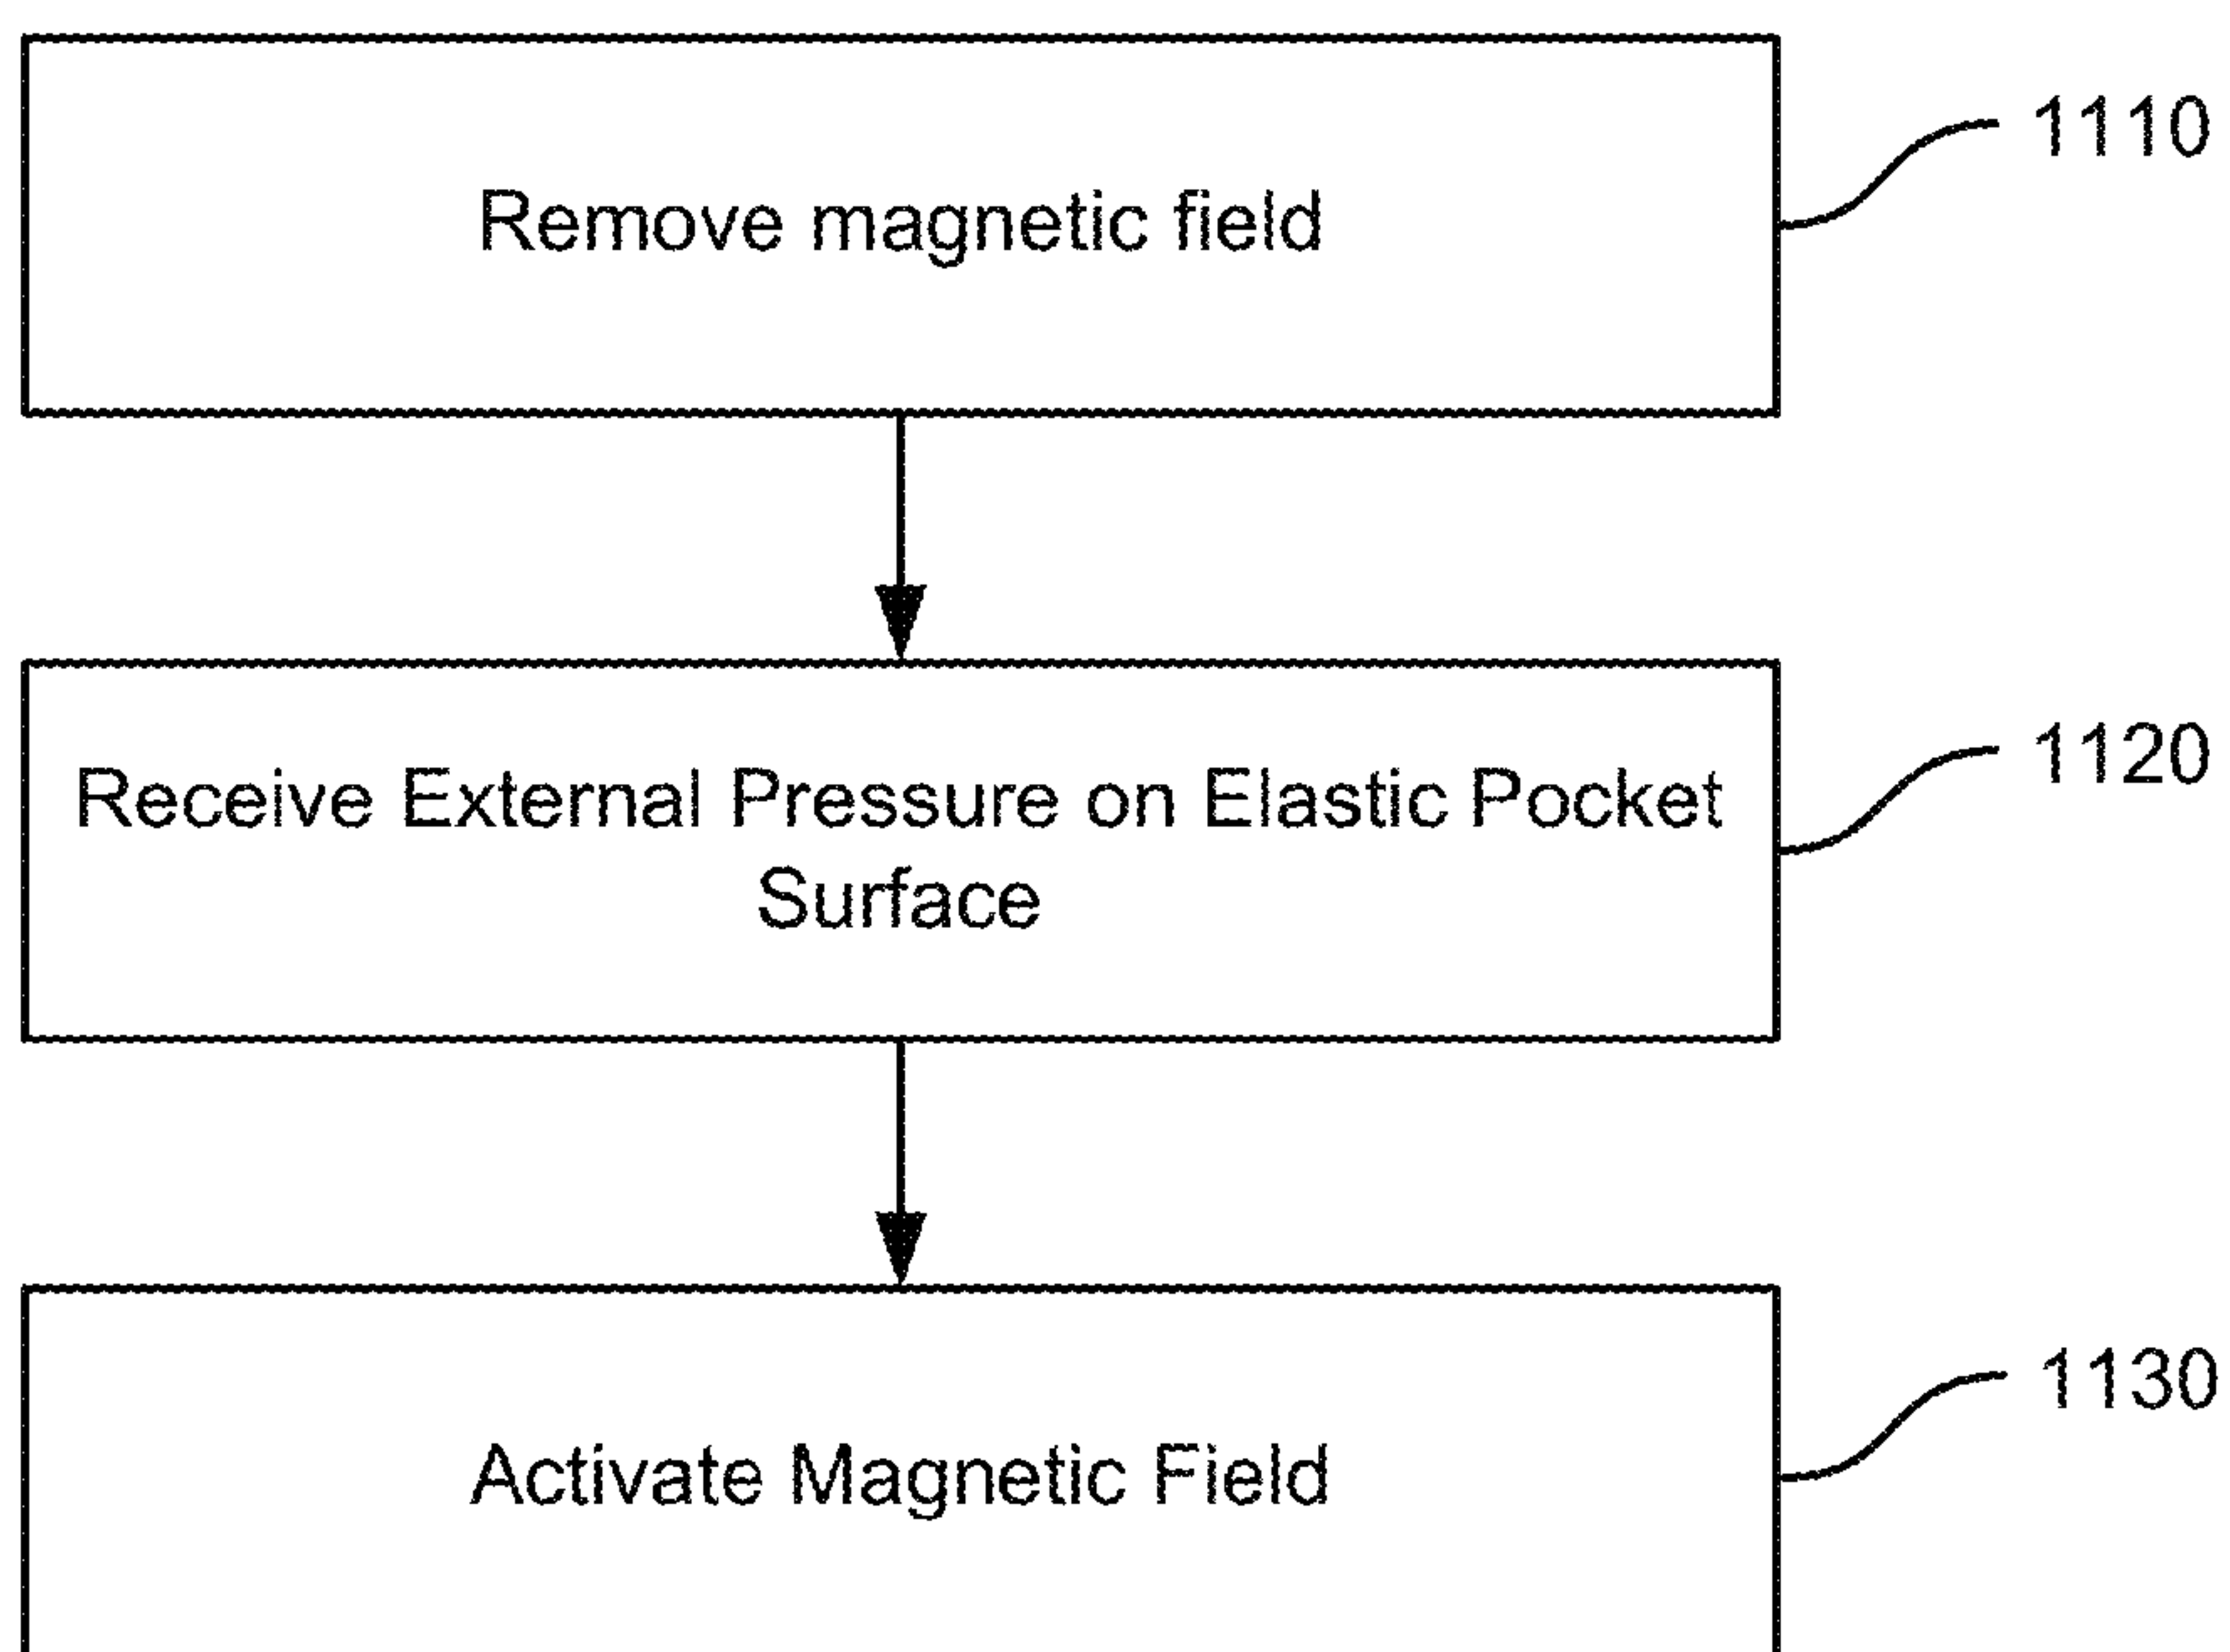 Remove magnetic field
1110
Receive External Pressure on Elastic Pocket
Surface
1120
Activate Magnetic Field
1130